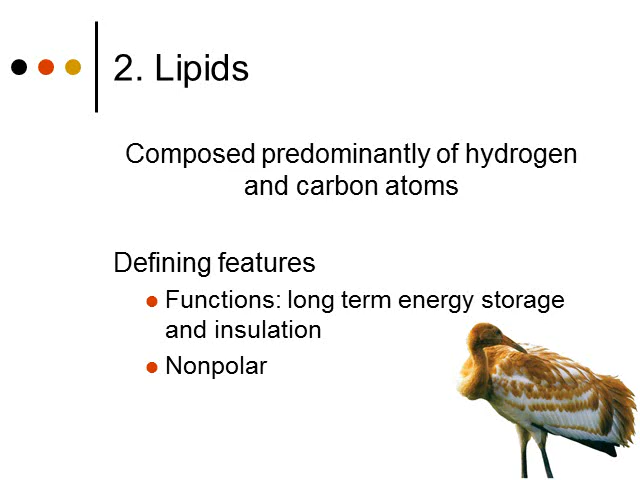 2. Lipids
Composed predominantly of hydrogen
and carbon atoms
Defining features
Functions: long term energy storage
and insulation
Nonpolar